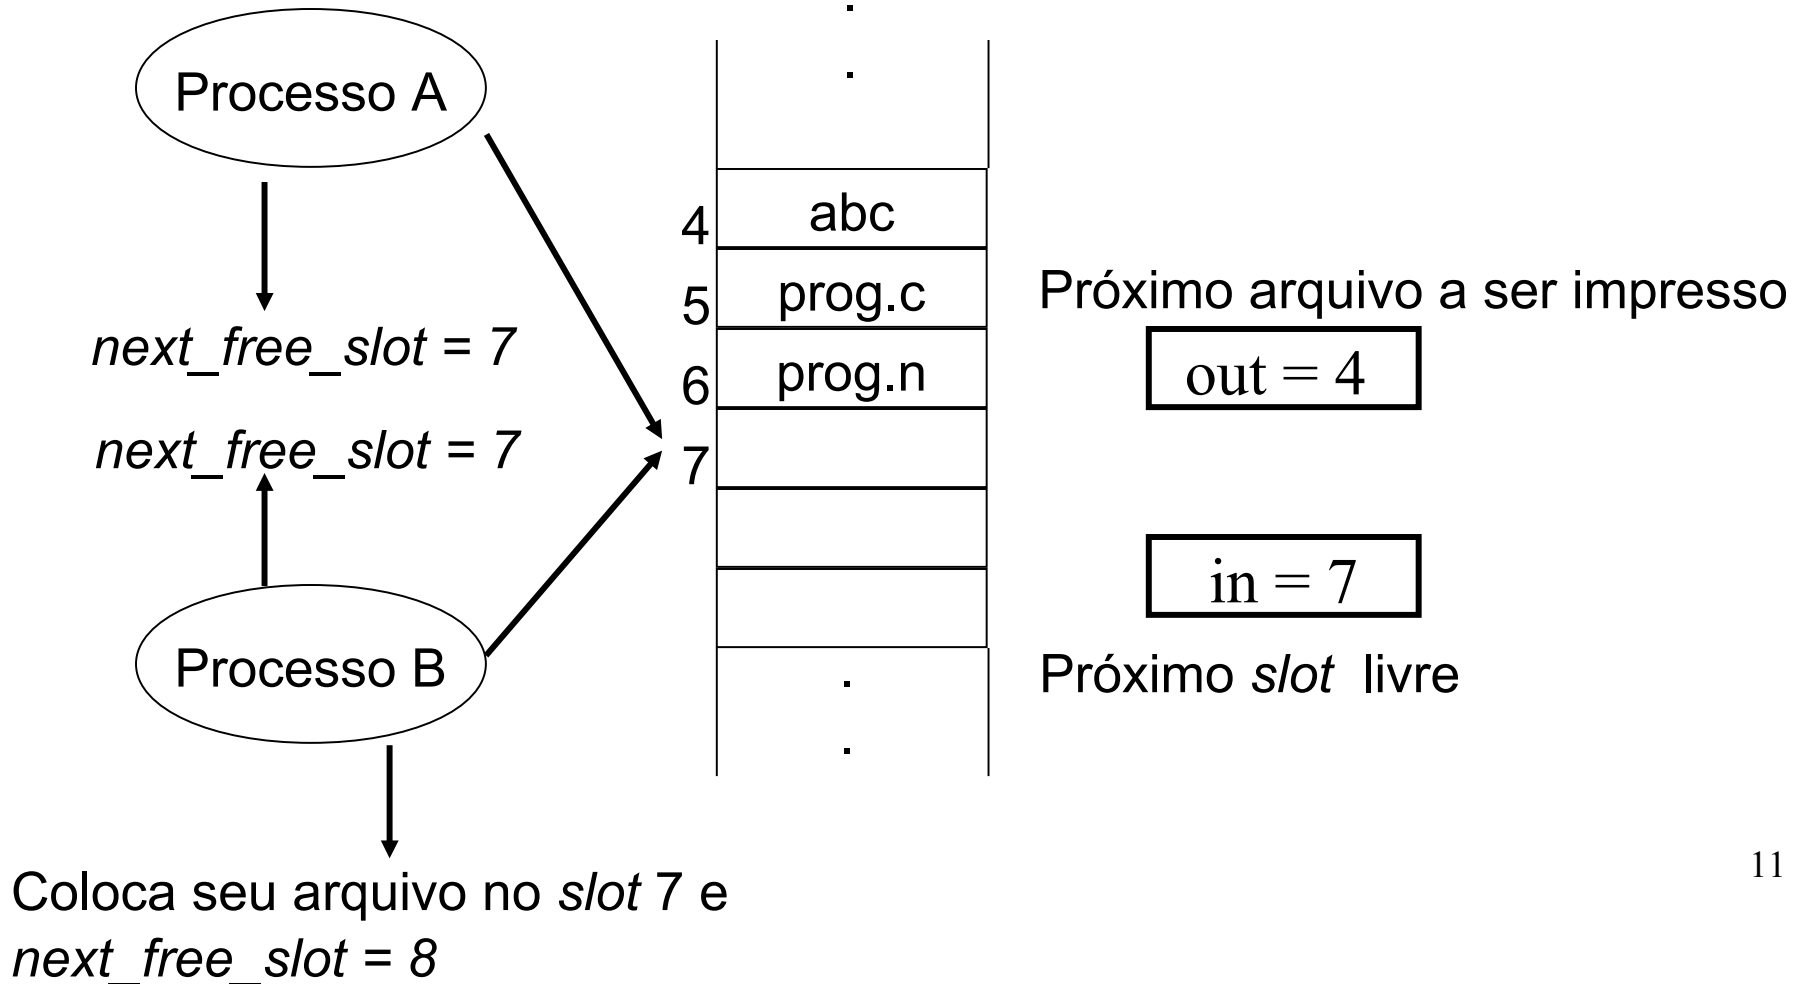 Processo A
next_free_slot = 7
next_free_slot = 7
Processo B
Coloca seu arquivo no slot 7 e
next_free_slot = 8
4 abc
5 prog.c
6 prog.n
7
Próximo arquivo a ser impresso
out = 4
in = 7
Próximo slot livre
11